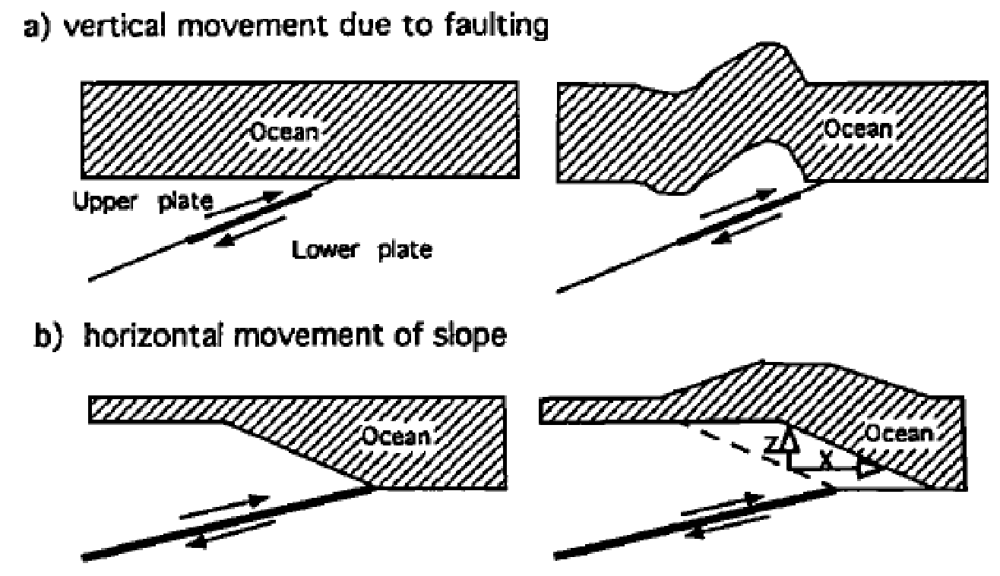 a) vertical movement due to faulting
Ocean
Ocean
Upper plate
Lower plate
b) horizontal movement of slope
Ocean
Ocean
Z
X